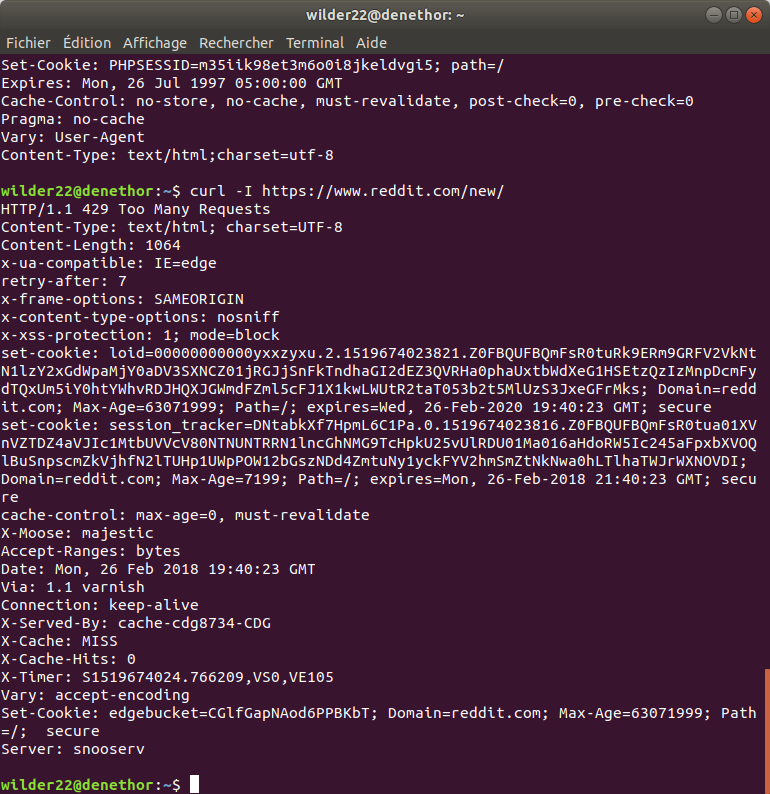 wilder22@denethor: ~
Fichier Édition Affichage Rechercher Terminal Aide
Set-Cookie: PHPSESSID=m35iik98et3m6o0i8jkeldvgi5; path=/
Expires: Mon, 26 Jul 1997 05:00:00 GMT
Cache-Control: no-store, no-cache, must-revalidate, post-check=0, pre-check=0
Pragma: no-cache
Vary: User-Agent
Content-Type: text/html;charset=utf-8
wilder22@denethor:~$ curl -I https://www.reddit.com/new/
HTTP/1.1 429 Too Many Requests
Content-Type: text/html; charset=UTF-8
Content-Length: 1064
x-ua-compatible: IE=edge
retry-after: 7
x-frame-options: SAMEORIGIN
x-content-type-options: nosniff
x-xss-protection: 1; mode=block
set-cookie: loid=00000000000yxxzyxu.2.1519674023821.Z0FBQUFBQmFsR0tuRk9ERm9GRFV2VkNt
N1lzY2xGdWpaMjY0aDV3SXNCZ01jRGJjSnFkTndhaGI2dEZ3QVRHa0phaUxtbWdXeG1HSEtzQzIzMnpDcmFy
dTQxUm5iY0htYWhvRDJHQXJGWmdFZml5cFJ1X1kwLWUtR2taT053b2t5MlUzS3JxeGFrMks; Domain=redd
it.com; Max-Age=63071999; Path=/; expires=Wed, 26-Feb-2020 19:40:23 GMT; secure
set-cookie: session_tracker=DNtabkXf7HpmL6C1Pa.0.1519674023816.Z0FBQUFBQmFsR0tua01XV
nVZTDZ4aVJIc1MtbUVVcV80NTNUNTRRN1lncGhNMG9TcHpkU25vUlRDU01Ma016aHdoRW5Ic245aFpxbXVOQ
lBuSnpscmZkVjhfN2lTUHp1UWpPOW12bGszNDd4ZmtuNy1yckFYV2hmSmZtNkNwa0hLTlhaTWJrWXNOVDI;
Domain=reddit.com; Max-Age=7199; Path=/; expires=Mon, 26-Feb-2018 21:40:23 GMT; secu
re
cache-control: max-age=0, must-revalidate
X-Moose: majestic
Accept-Ranges: bytes
Date: Mon, 26 Feb 2018 19:40:23 GMT
Via: 1.1 varnish
Connection: keep-alive
X-Served-By: cache-cdg8734-CDG
X-Cache: MISS
X-Cache-Hits: 0
X-Timer: S1519674024.766209,VS0,VE105
Vary: accept-encoding
Set-Cookie: edgebucket=CGlfGapNAod6PPBKbT; Domain=reddit.com; Max-Age=63071999; Path
=/;  secure
Server: snooserv
wilder22@denethor:~$